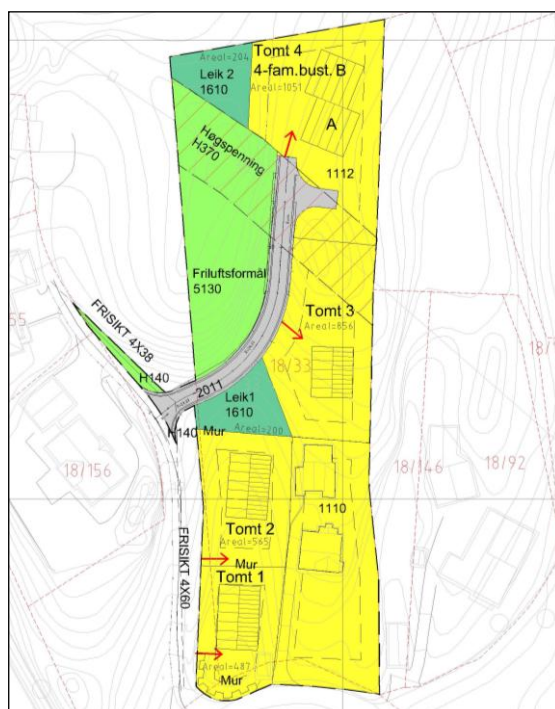 Tomt 4
Areal=204
4-fam.bust. B
Leik 2
1610
Areal=1051
A
Høgspenning
H370
1112
Friluftsformål
5130
FRISIKT 4X38
Tomt 3
Areal=856
18/33
H140
2011
Leik1
1610
H140
Mur
Areal=200
18/156
18/146
18/92
1110
Tomt 2
Areal=565
FRISIKT 4X60
Mur
Tomt 1
Areal=487
Mur